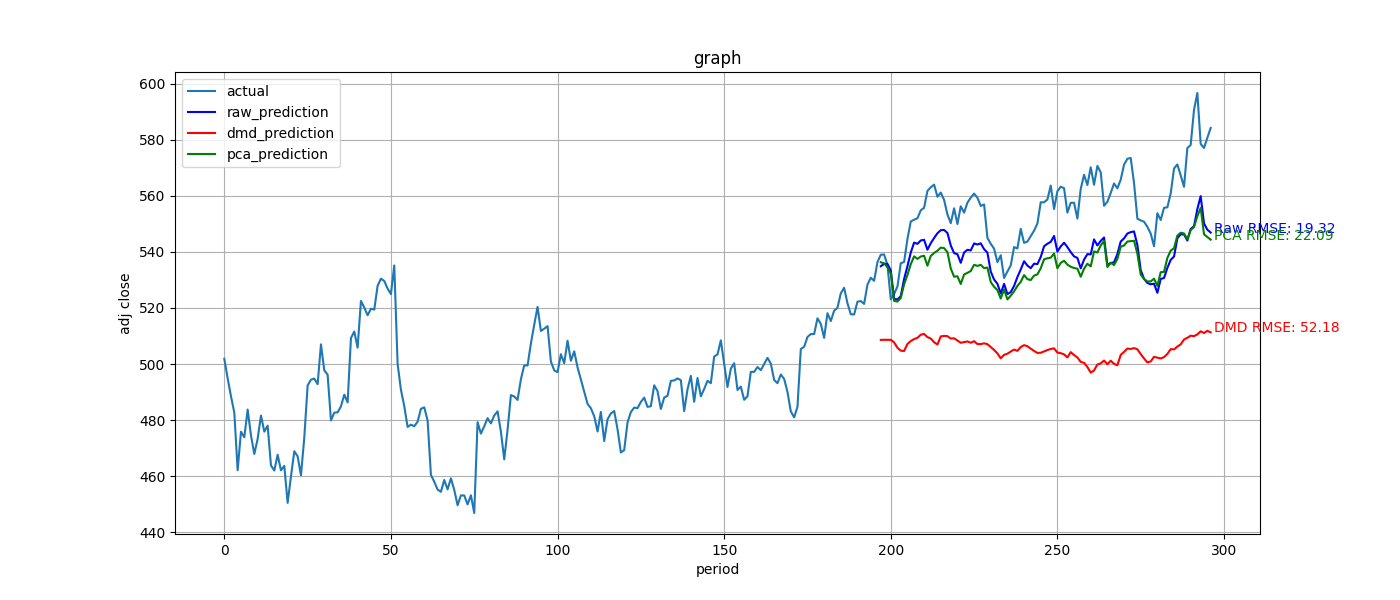 graph
actual
raw_prediction
dmd_prediction
pca_prediction
600
580
560
540
520
500
480
460
440
adj close
Raw RMSE: 19.32
PCA RMSE: 22.09
DMD RMSE: 52.18
0 50 100 150 200 250 300
period